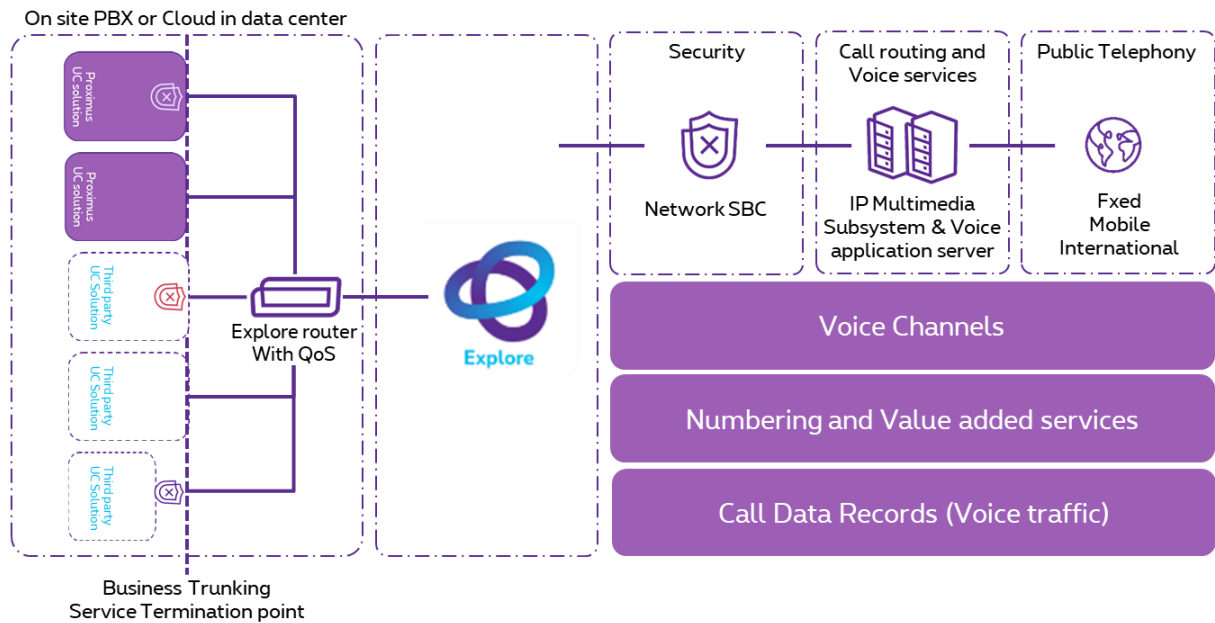 On site PBX or Cloud in data center
Proximus
UC solution
Proximus
UC solution
Third party
UC Solution
Third party
UC Solution
Third party
UC Solution
Explore router
With QoS
Business Trunking
Service Termination point
Explore
Security
Network SBC
Call routing and
Voice services
IP Multimedia
Subsystem & Voice
application server
Public Telephony
Fxed
Mobile
International
Voice Channels
Numbering and Value added services
Call Data Records (Voice traffic)